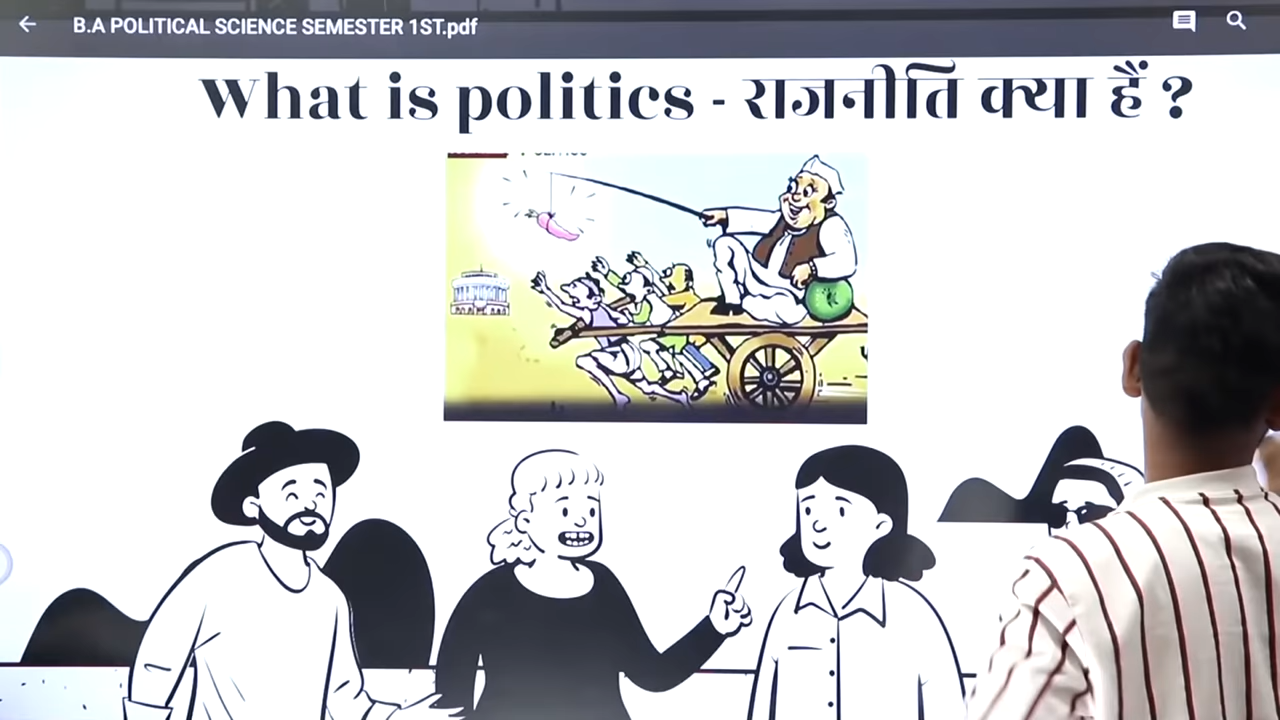 B.A POLITICAL SCIENCE SEMESTER 1ST.pdf
What is politics - राजनीति क्या हैं ?